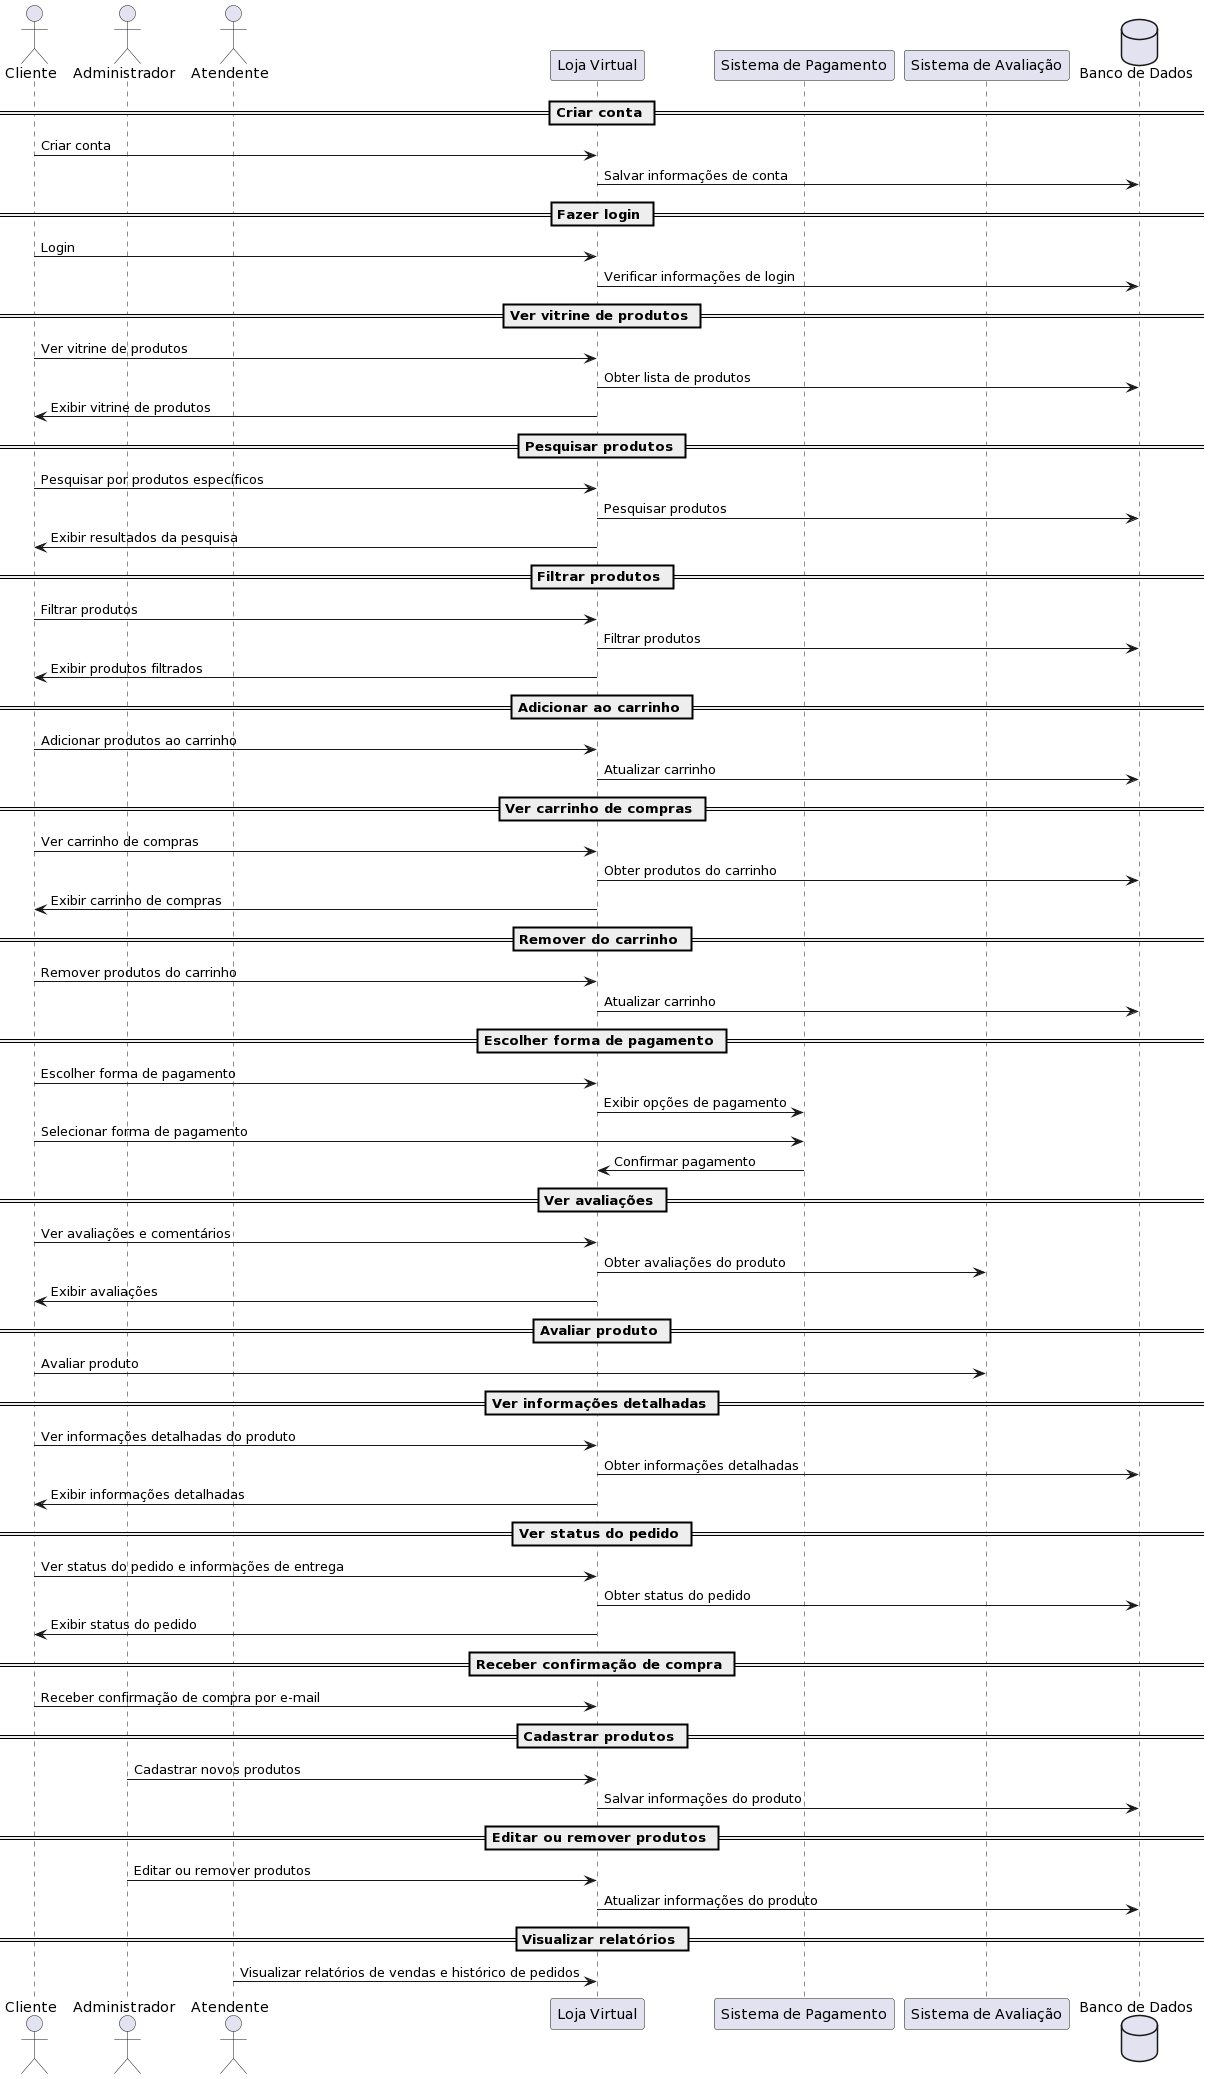 Cliente
Administrador
Atendente
Loja Virtual
Sistema de Pagamento
Sistema de Avaliação
Banco de Dados
Criar conta
Criar conta
Salvar informações de conta
Fazer login
Login
Verificar informações de login
Ver vitrine de produtos
Ver vitrine de produtos
Obter lista de produtos
Exibir vitrine de produtos
Pesquisar produtos
Pesquisar por produtos específicos
Pesquisar produtos
Exibir resultados da pesquisa
Filtrar produtos
Filtrar produtos
Filtrar produtos
Exibir produtos filtrados
Adicionar ao carrinho
Adicionar produtos ao carrinho
Atualizar carrinho
Ver carrinho de compras
Ver carrinho de compras
Obter produtos do carrinho
Exibir carrinho de compras
Remover do carrinho
Remover produtos do carrinho
Atualizar carrinho
Escolher forma de pagamento
Escolher forma de pagamento
Exibir opções de pagamento
Selecionar forma de pagamento
Confirmar pagamento
Ver avaliações
Ver avaliações e comentários
Obter avaliações do produto
Exibir avaliações
Avaliar produto
Avaliar produto
Ver informações detalhadas
Ver informações detalhadas do produto
Obter informações detalhadas
Exibir informações detalhadas
Ver status do pedido
Ver status do pedido e informações de entrega
Obter status do pedido
Exibir status do pedido
Receber confirmação de compra
Receber confirmação de compra por e-mail
Cadastrar produtos
Cadastrar novos produtos
Salvar informações do produto
Editar ou remover produtos
Editar ou remover produtos
Atualizar informações do produto
Visualizar relatórios
Visualizar relatórios de vendas e histórico de pedidos
Cliente
Administrador
Atendente
Loja Virtual
Sistema de Pagamento
Sistema de Avaliação
Banco de Dados